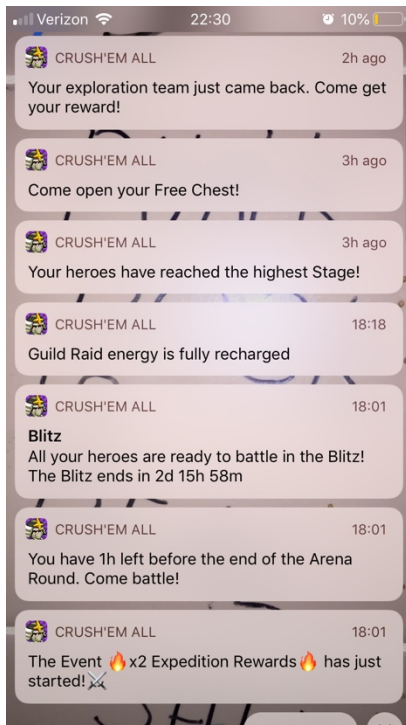 Verizon 22:30 10%
CRUSH'EM ALL 2h ago
Your exploration team just came back. Come get
your reward!
CRUSH'EM ALL 3h ago
Come open your Free Chest!
CRUSH'EM ALL 3h ago
Your heroes have reached the highest Stage!
CRUSH'EM ALL 18:18
Guild Raid energy is fully recharged
CRUSH'EM ALL 18:01
Blitz
All your heroes are ready to battle in the Blitz!
The Blitz ends in 2d 15h 58m
CRUSH'EM ALL 18:01
You have 1h left before the end of the Arena
Round. Come battle!
CRUSH'EM ALL 18:01
The Event 🔥x2 Expedition Rewards🔥 has just
started!⚔